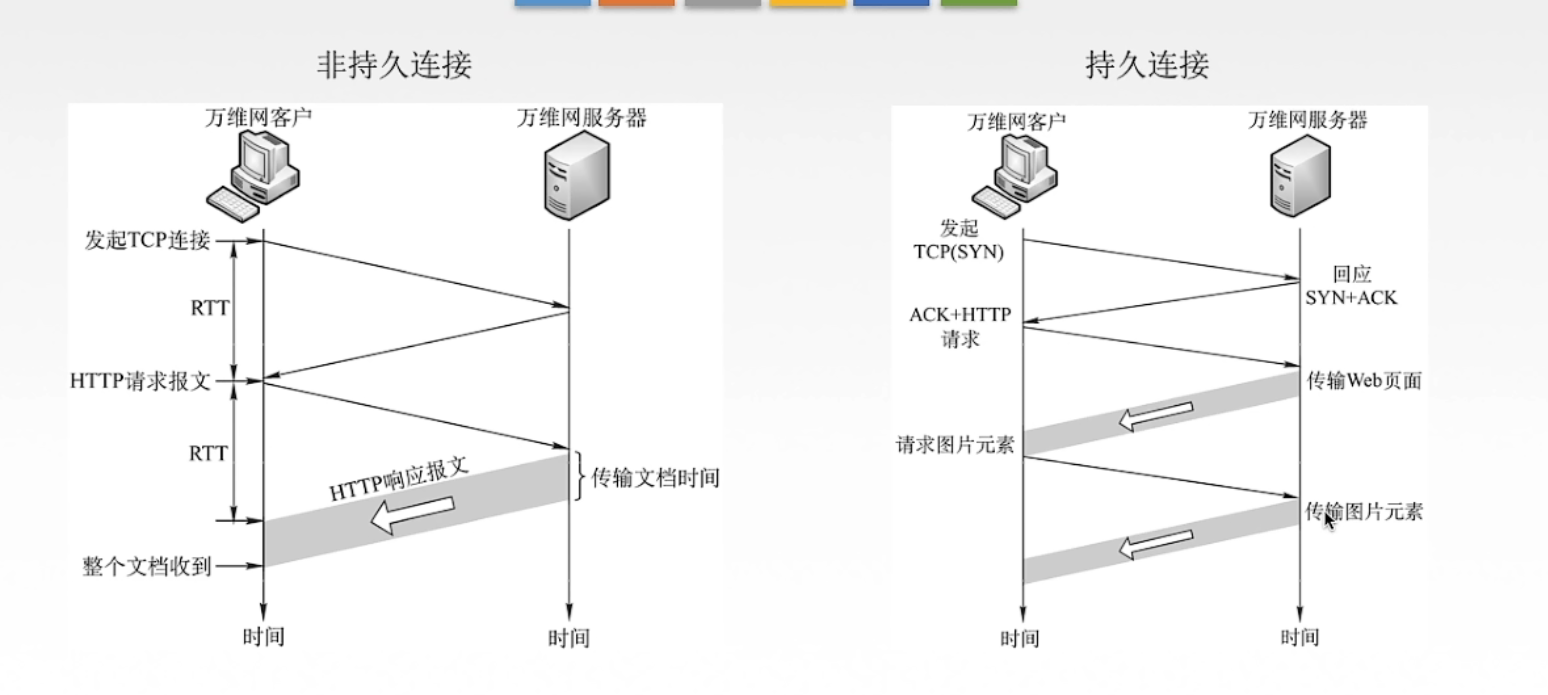 非持久连接
万维网客户
万维网服务器
发起TCP连接
RTT
HTTP请求报文
RTT
HTTP响应报文
传输文档时间
整个文档收到
时间
时间
持久连接
万维网客户
万维网服务器
发起
TCP(SYN)
回应
SYN+ACK
ACK+HTTP
请求
传输Web页面
请求图片元素
传输图片元素
时间
时间